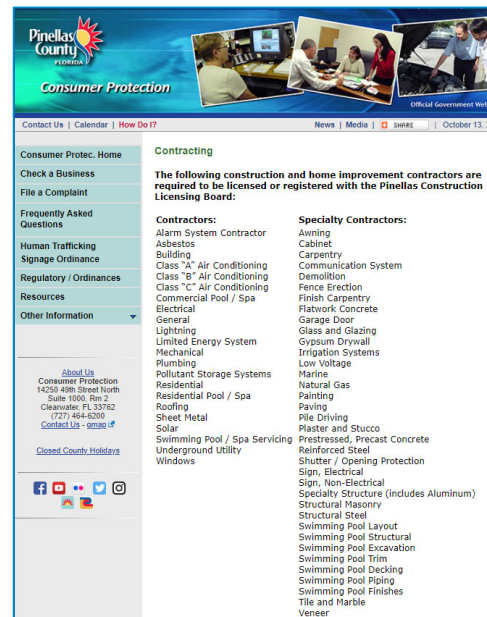 Pinellas
County
FLORIDA
Consumer Protection
Official Government Web
Contact Us | Calendar | How Do I?
News | Media | SHARE | October 13, 
Consumer Protec. Home
Check a Business
File a Complaint
Frequently Asked
Questions
Human Trafficking
Signage Ordinance
Regulatory / Ordinances
Resources
Other Information
About Us
Consumer Protection
14250 49th Street North
Suite 1000, Rm 2
Clearwater, FL 33762
(727) 464-6200
Contact Us - gmap
Closed County Holidays
Contracting
The following construction and home improvement contractors are
required to be licensed or registered with the Pinellas Construction
Licensing Board:
Contractors:
Alarm System Contractor
Asbestos
Building
Class "A" Air Conditioning
Class "B" Air Conditioning
Class "C" Air Conditioning
Commercial Pool / Spa
Electrical
General
Lightning
Limited Energy System
Mechanical
Plumbing
Pollutant Storage Systems
Residential
Residential Pool / Spa
Roofing
Sheet Metal
Solar
Swimming Pool / Spa Servicing
Underground Utility
Windows
Specialty Contractors:
Awning
Cabinet
Carpentry
Communication System
Demolition
Fence Erection
Finish Carpentry
Flatwork Concrete
Garage Door
Glass and Glazing
Gypsum Drywall
Irrigation Systems
Low Voltage
Marine
Natural Gas
Painting
Paving
Pile Driving
Plaster and Stucco
Prestressed, Precast Concrete
Reinforced Steel
Shutter / Opening Protection
Sign, Electrical
Sign, Non-Electrical
Specialty Structure (includes Aluminum)
Structural Masonry
Structural Steel
Swimming Pool Layout
Swimming Pool Structural
Swimming Pool Excavation
Swimming Pool Trim
Swimming Pool Decking
Swimming Pool Piping
Swimming Pool Finishes
Tile and Marble
Veneer